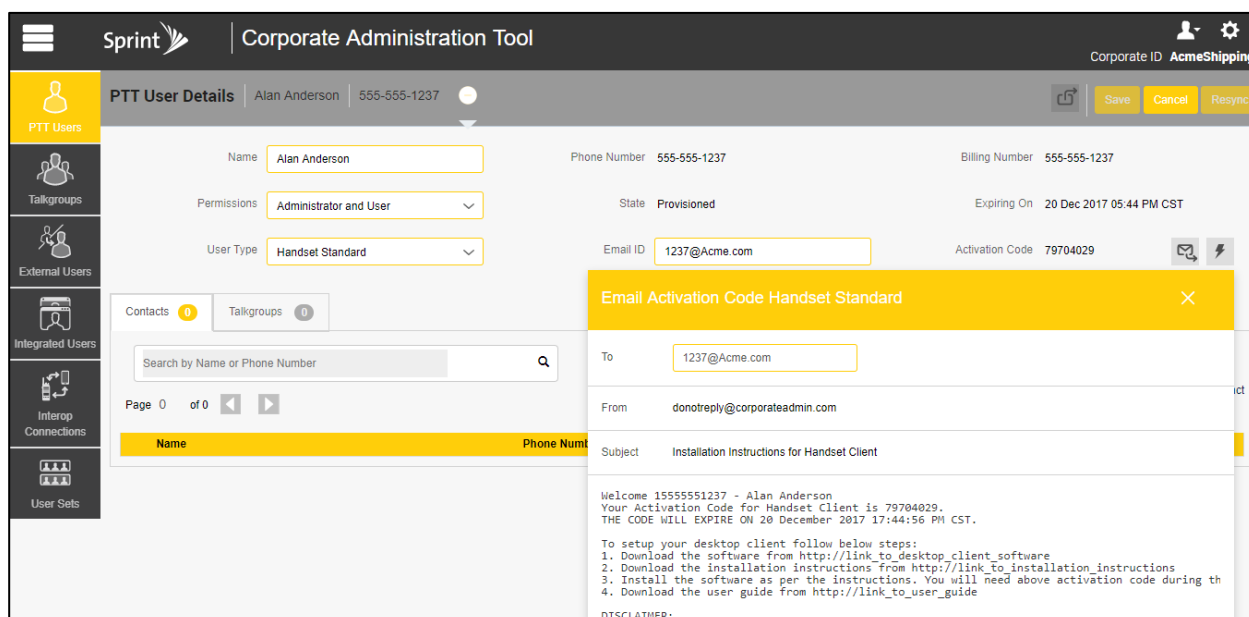 Sprint Corporate Administration Tool
Corporate ID AcmeShipping
PTT Users
Talkgroups
External Users
Integrated Users
Interop
Connections
User Sets
PTT User Details Alan Anderson 555-555-1237
Save Cancel Resync
Name Alan Anderson Phone Number 555-555-1237 Billing Number 555-555-1237
Permissions Administrator and User State Provisioned Expiring On 20 Dec 2017 05:44 PM CST
User Type Handset Standard Email ID 1237@Acme.com Activation Code 79704029
Contacts 0 Talkgroups 0
Search by Name or Phone Number
Page 0 of 0
Name Phone Numb
Email Activation Code Handset Standard
To 1237@Acme.com
From donotreply@corporateadmin.com
Subject Installation Instructions for Handset Client
Welcome 15555551237 - Alan Anderson
Your Activation Code for Handset Client is 79704029.
THE CODE WILL EXPIRE ON 20 December 2017 17:44:56 PM CST.
To setup your desktop client follow below steps:
1. Download the software from http://link_to_desktop_client_software
2. Download the installation instructions from http://link_to_installation_instructions
3. Install the software as per the instructions. You will need above activation code during th
4. Download the user guide from http://link_to_user_guide
DISCLAIMER: